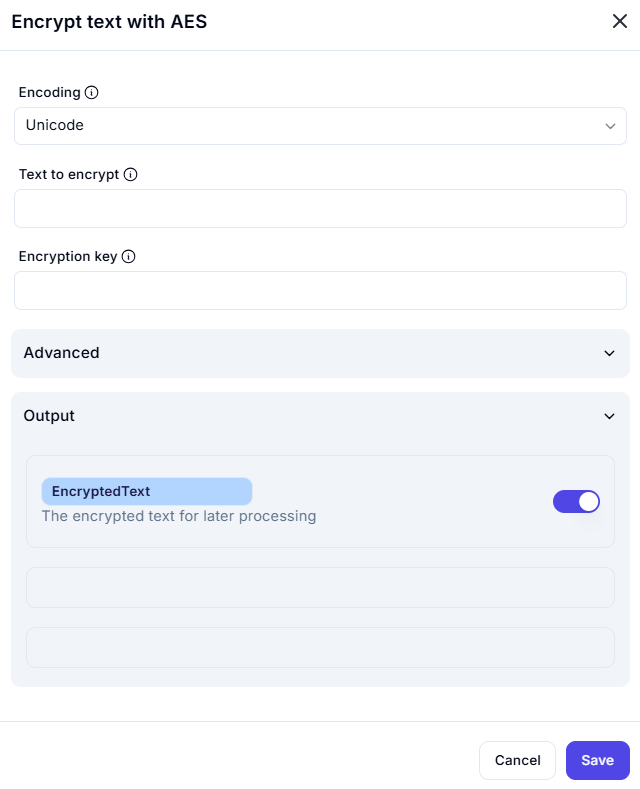 Encrypt text with AES
Encoding
Unicode
Text to encrypt
Encryption key
Advanced
Output
EncryptedText
The encrypted text for later processing
Cancel
Save